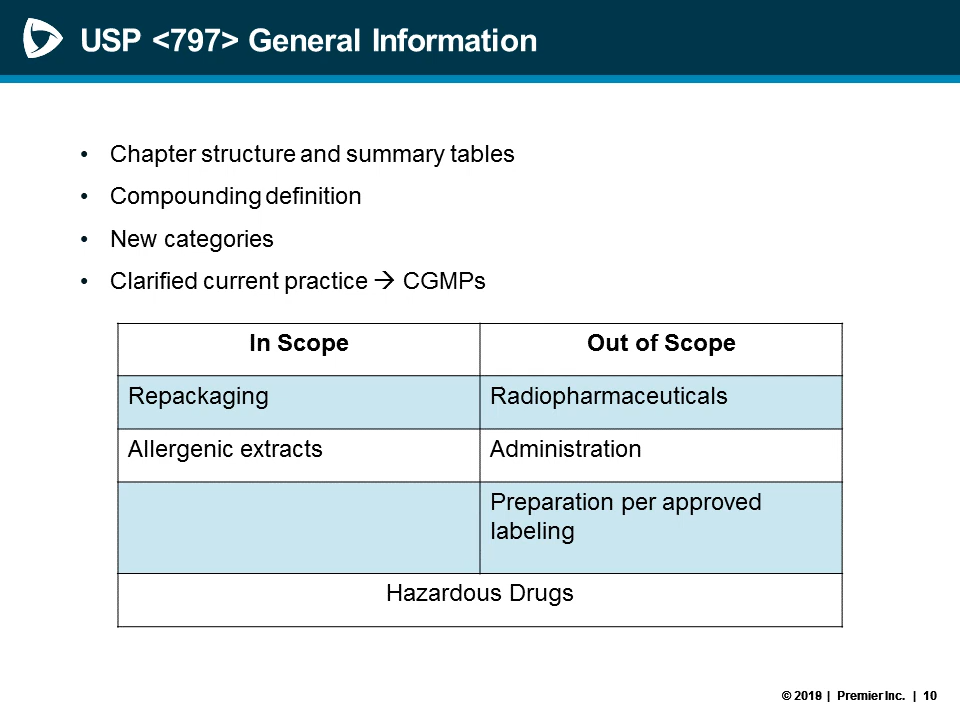 USP <797> General Information
• Chapter structure and summary tables
• Compounding definition
• New categories
• Clarified current practice → CGMPs
In Scope Out of Scope
Repackaging Radiopharmaceuticals
Allergenic extracts Administration
Preparation per approved
labeling
Hazardous Drugs
© 2019 | Premier Inc. | 10